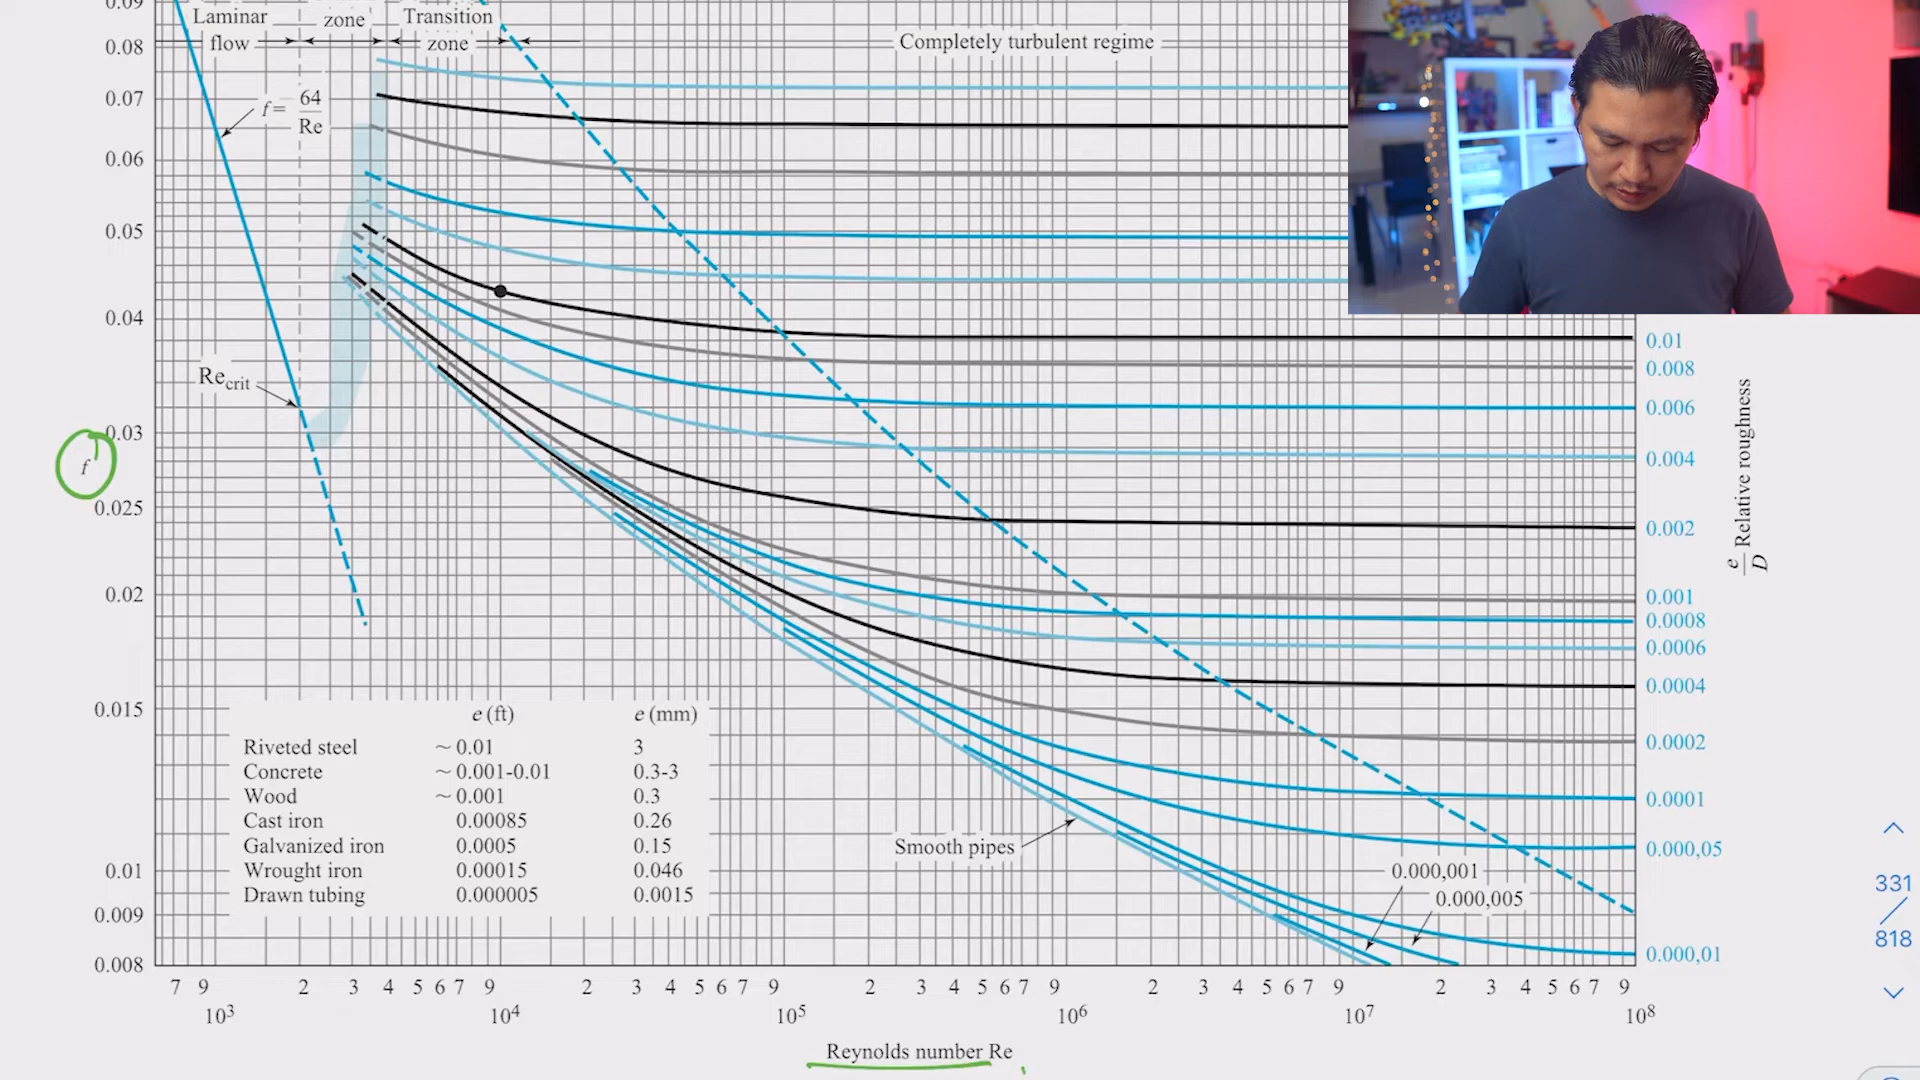 0.09
Laminar
flow
zone
Transition
zone
Completely turbulent regime
0.08
0.07
0.06
0.05
0.04
0.03
0.025
0.02
0.015
0.01
0.009
0.008
f
f= 64
Re
Recrit
0.01
0.008
0.006
0.004
0.002
0.001
0.0008
0.0006
0.0004
0.0002
0.0001
0.000,05
0.000,01
e
D
Relative roughness
e (ft) e (mm)
Riveted steel ~ 0.01 3
Concrete ~ 0.001-0.01 0.3-3
Wood ~ 0.001 0.3
Cast iron 0.00085 0.26
Galvanized iron 0.0005 0.15
Wrought iron 0.00015 0.046
Drawn tubing 0.000005 0.0015
Smooth pipes
0.000,001
0.000,005
331
818
7 9 2 3 4 5 6 7 9 2 3 4 5 6 7 9 2 3 4 5 6 7 9 2 3 4 5 6 7 9 2 3 4 5 6 7 9
10³ 10⁴ 10⁵ 10⁶ 10⁷ 10⁸
Reynolds number Re